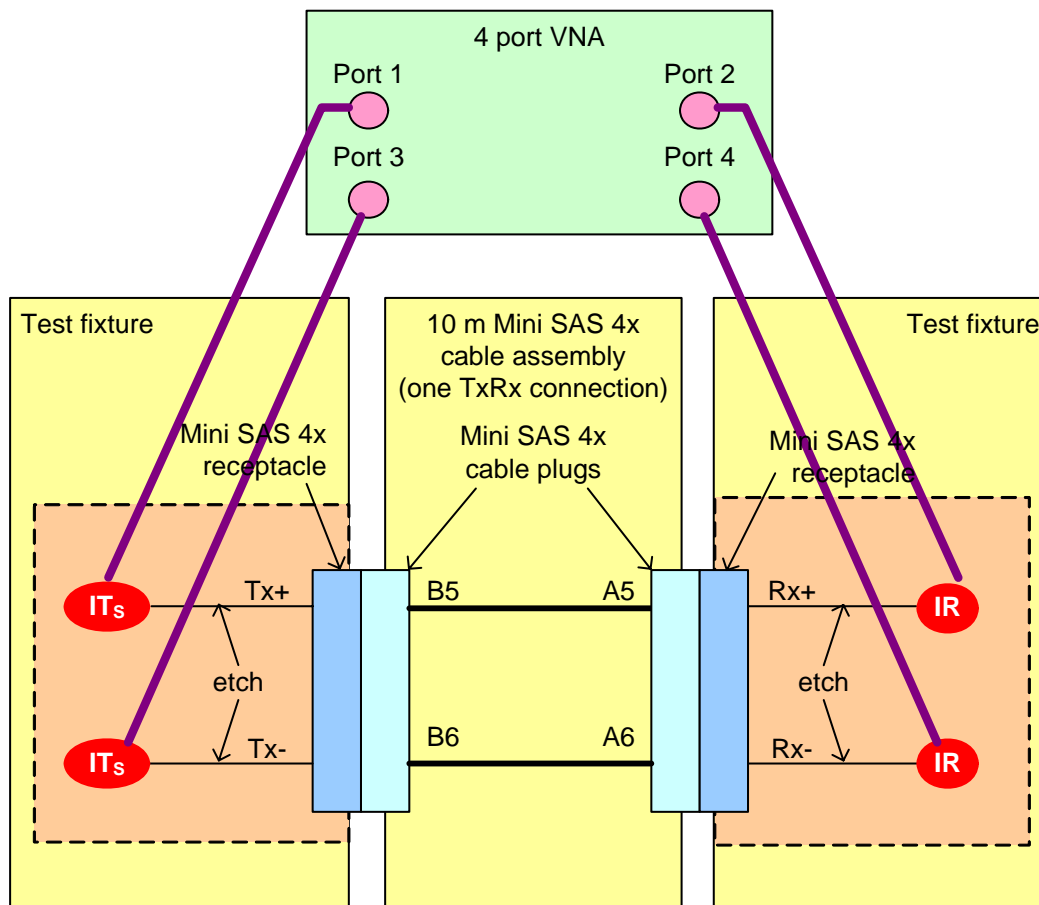 4 port VNA
Port 1
Port 2
Port 3
Port 4
Test fixture
10 m Mini SAS 4x
cable assembly
(one TxRx connection)
Test fixture
Mini SAS 4x
receptacle
Mini SAS 4x
cable plugs
Mini SAS 4x
receptacle
ITS
Tx+
B5
A5
Rx+
IR
etch
etch
ITS
Tx-
B6
A6
Rx-
IR